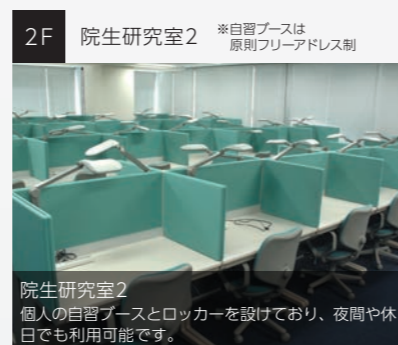 2F 院生研究室2 ※自習ブースは
原則フリーアドレス制
院生研究室2
個人の自習ブースとロッカーを設けており、夜間や休
日でも利用可能です。